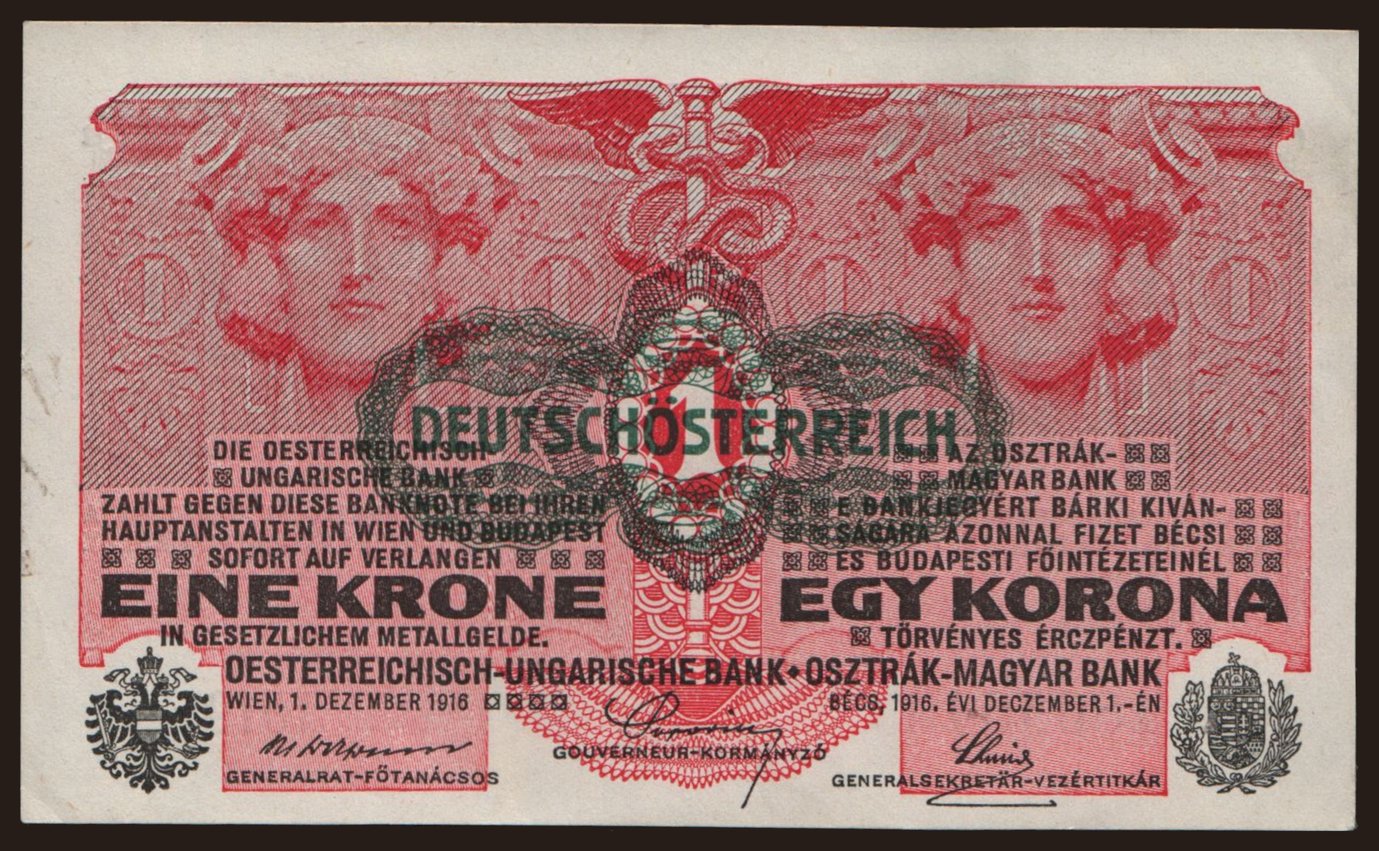 1
DEUTSCHÖSTERREICH
DIE OESTERREICHISCH
UNGARISCHE BANK
ZAHLT GEGEN DIESE BANKNOTE BEI IHREN
HAUPTANSTALTEN IN WIEN UND BUDAPEST
SOFORT AUF VERLANGEN
EINE KRONE
IN GESETZLICHEM METALLGELDE.
AZ OSZTRÁK-
MAGYAR BANK
E BANKJEGYÉRT BÁRKI KIVÁN-
SÁGÁRA AZONNAL FIZET BÉCSI
ÉS BUDAPESTI FŐINTÉZETEINÉL
EGY KORONA
TÖRVÉNYES ÉRCZPÉNZT.
OESTERREICHISCH-UNGARISCHE BANK • OSZTRÁK-MAGYAR BANK
WIEN, 1. DEZEMBER 1916
BÉCS, 1916. ÉVI DECZEMBER 1.-ÉN
GENERALRAT-FŐTANÁCSOS
GOUVERNEUR-KORMÁNYZÓ
GENERALSEKRETÄR-VEZÉRTITKÁR